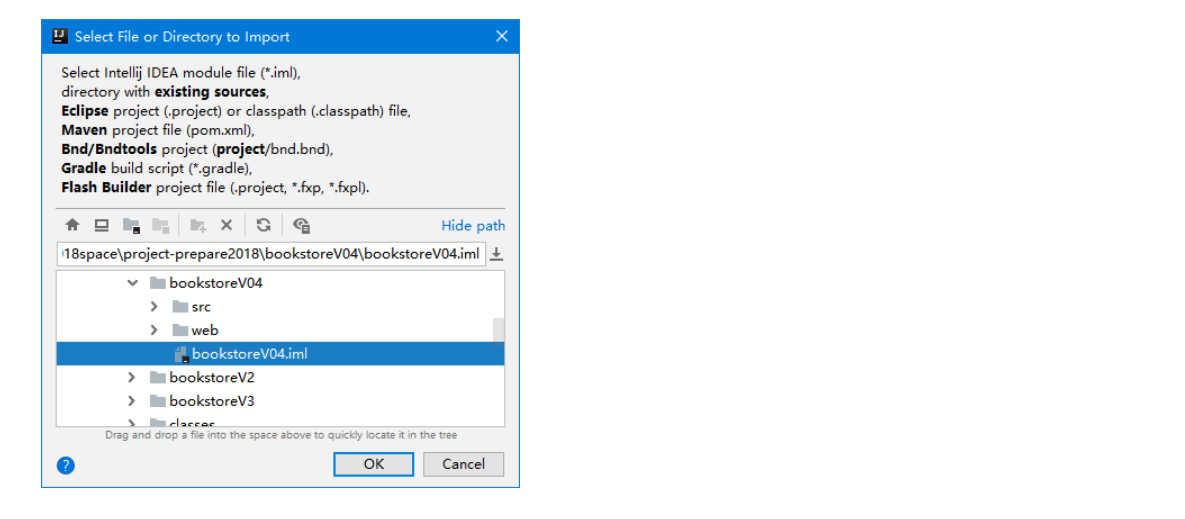 Select File or Directory to Import
Select Intellij IDEA module file (*.iml),
directory with existing sources,
Eclipse project (.project) or classpath (.classpath) file,
Maven project file (pom.xml),
Bnd/Bndtools project (project/bnd.bnd),
Gradle build script (*.gradle),
Flash Builder project file (.project, *.fxp, *.fxpl).
Hide path
18space\project-prepare2018\bookstoreV04\bookstoreV04.iml
bookstoreV04
src
web
bookstoreV04.iml
bookstoreV2
bookstoreV3
classes
Drag and drop a file into the space above to quickly locate it in the tree
? OK Cancel